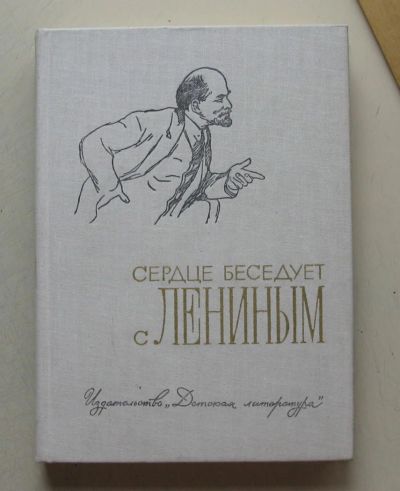 СЕРДЦЕ БЕСЕДУЕТ
С ЛЕНИНЫМ
Издательство „Детская литература"